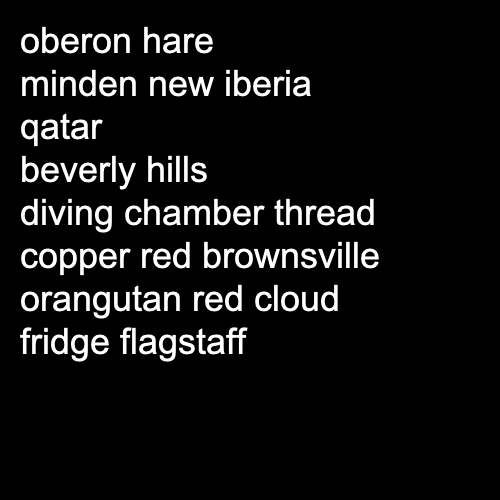 oberon hare
minden new iberia
qatar
beverly hills
diving chamber thread
copper red brownsville
orangutan red cloud
fridge flagstaff